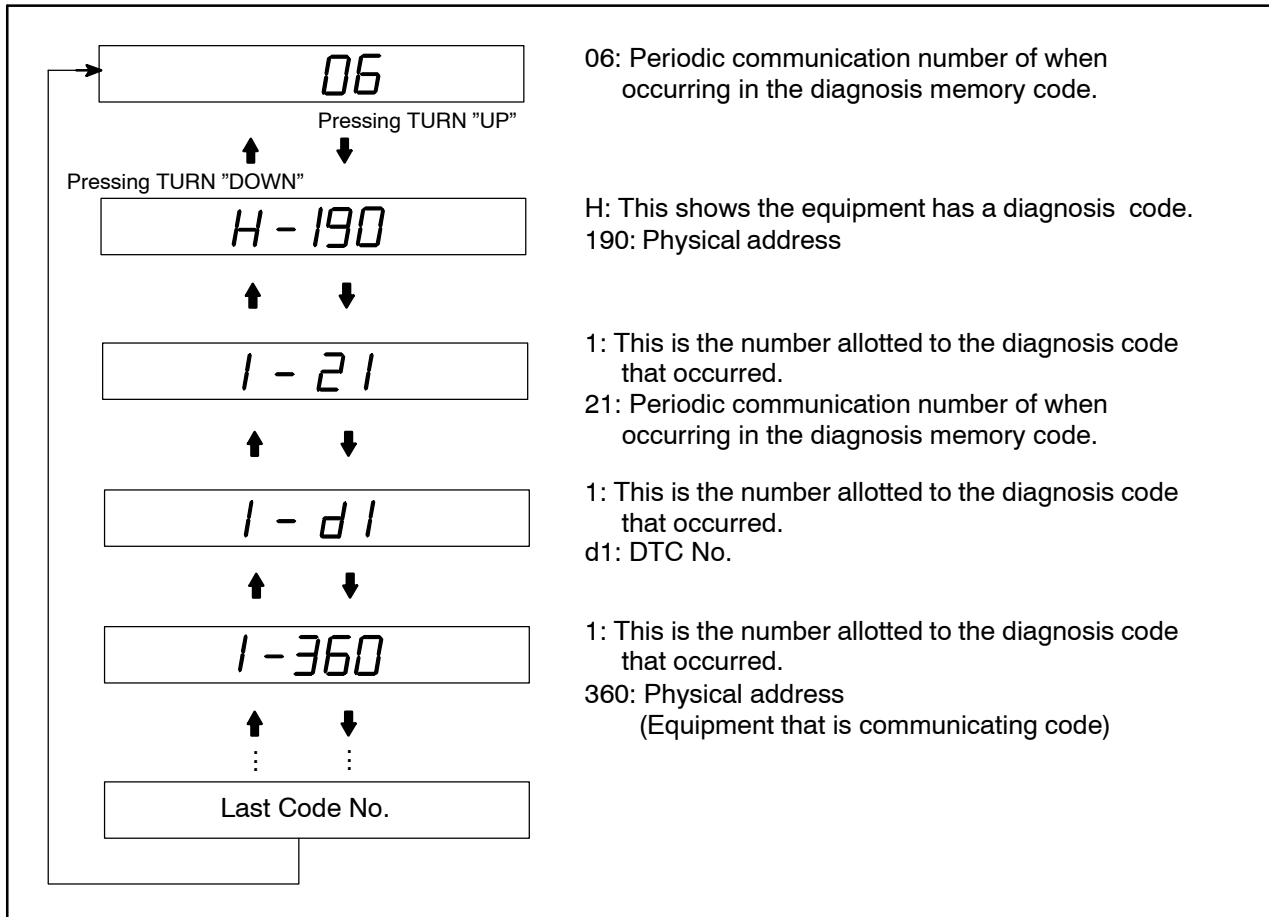 06
06: Periodic communication number of when
occurring in the diagnosis memory code.
Pressing TURN ”UP”
Pressing TURN ”DOWN”
H-190
H: This shows the equipment has a diagnosis code.
190: Physical address
1-21
1: This is the number allotted to the diagnosis code
that occurred.
21: Periodic communication number of when
occurring in the diagnosis memory code.
1-d1
1: This is the number allotted to the diagnosis code
that occurred.
d1: DTC No.
1-360
1: This is the number allotted to the diagnosis code
that occurred.
360: Physical address
(Equipment that is communicating code)
Last Code No.